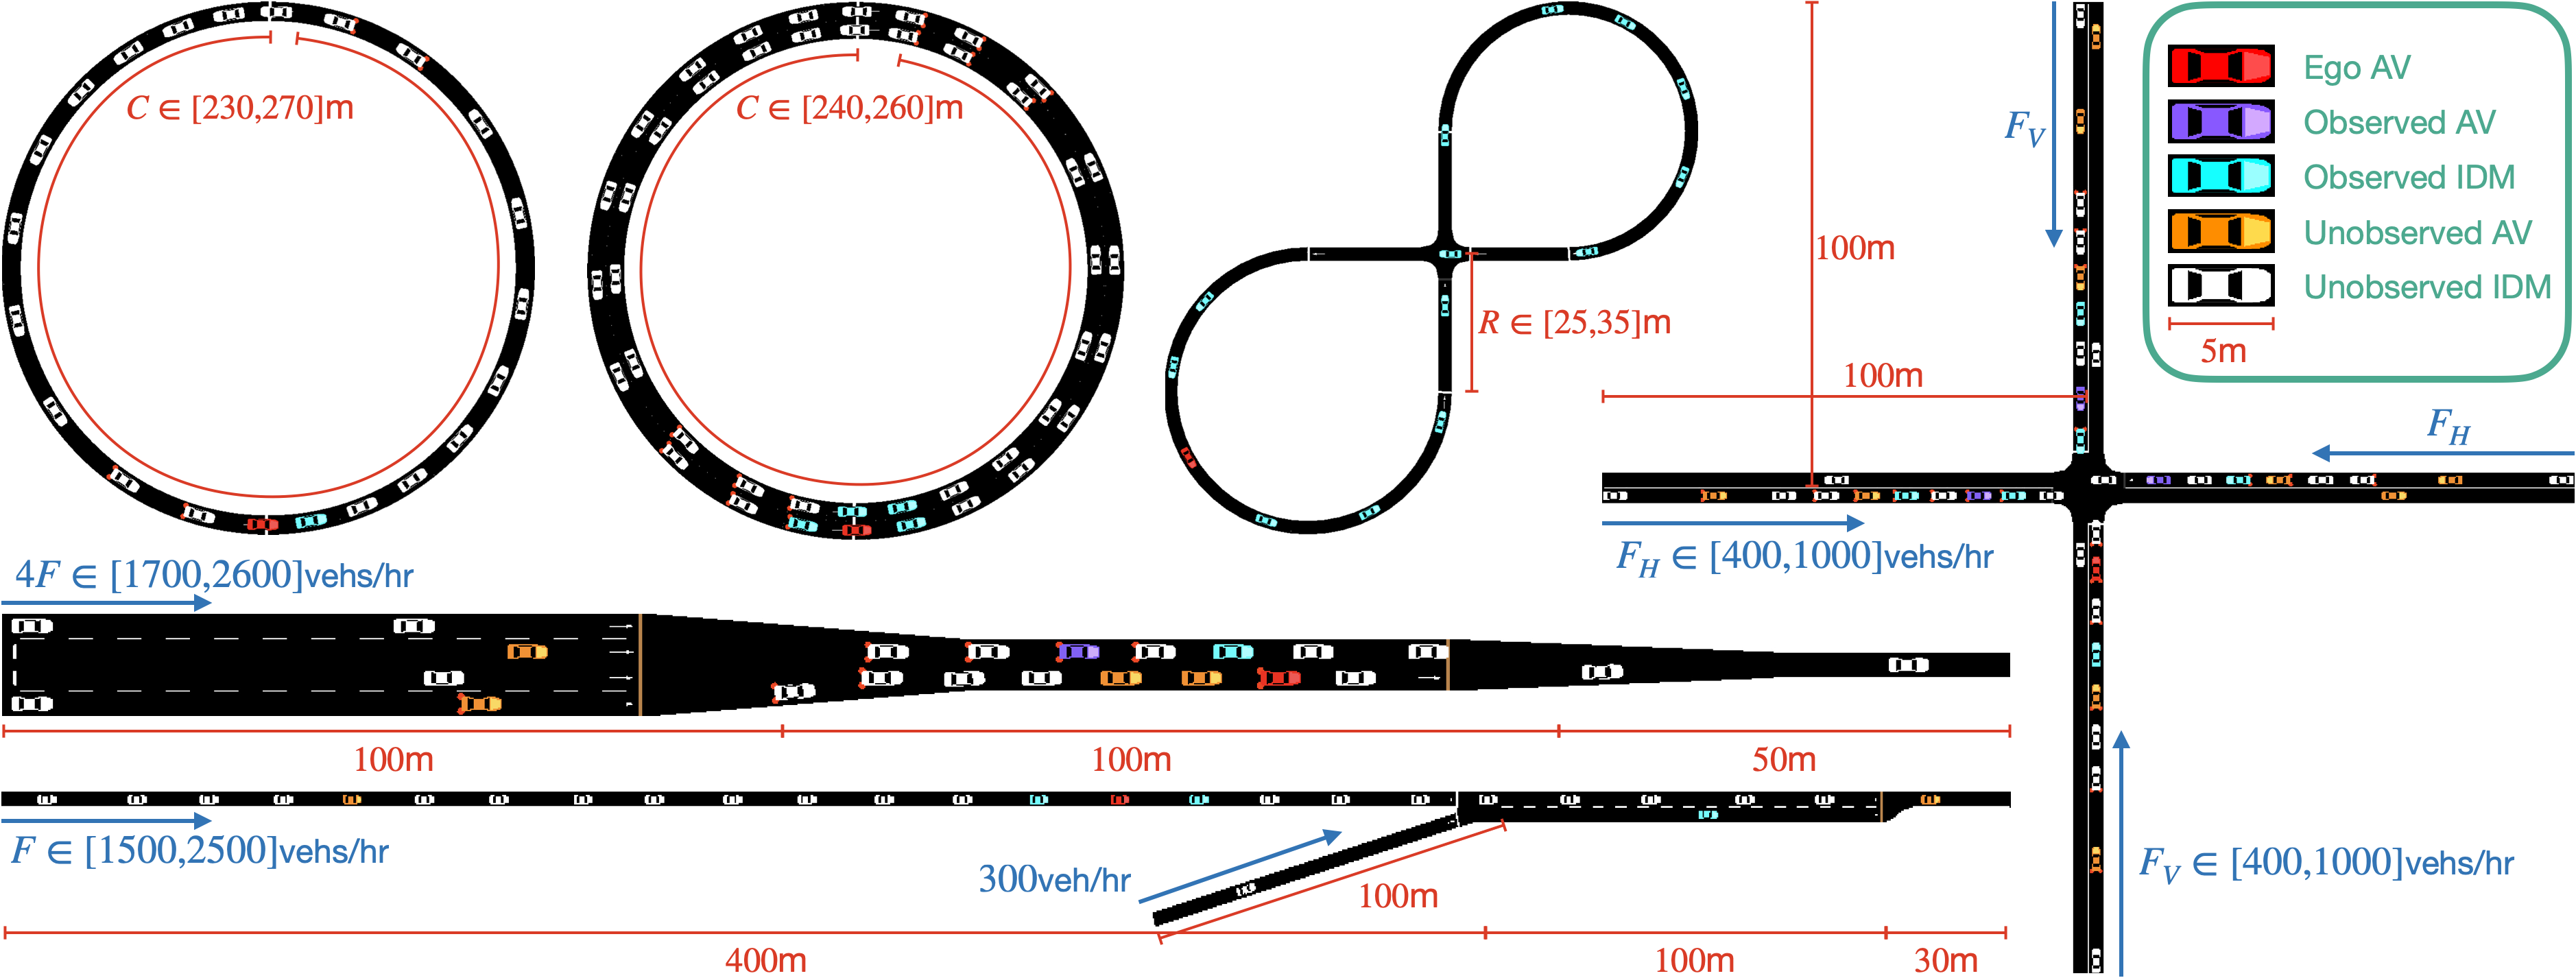 C ∈ [230,270]m
C ∈ [240,260]m
R ∈ [25,35]m
100m
100m
F_V
F_H
Ego AV
Observed AV
Observed IDM
Unobserved AV
Unobserved IDM
5m
F_H ∈ [400,1000]vehs/hr
F_V ∈ [400,1000]vehs/hr
4F ∈ [1700,2600]vehs/hr
100m
100m
50m
F ∈ [1500,2500]vehs/hr
300veh/hr
100m
400m
100m
30m